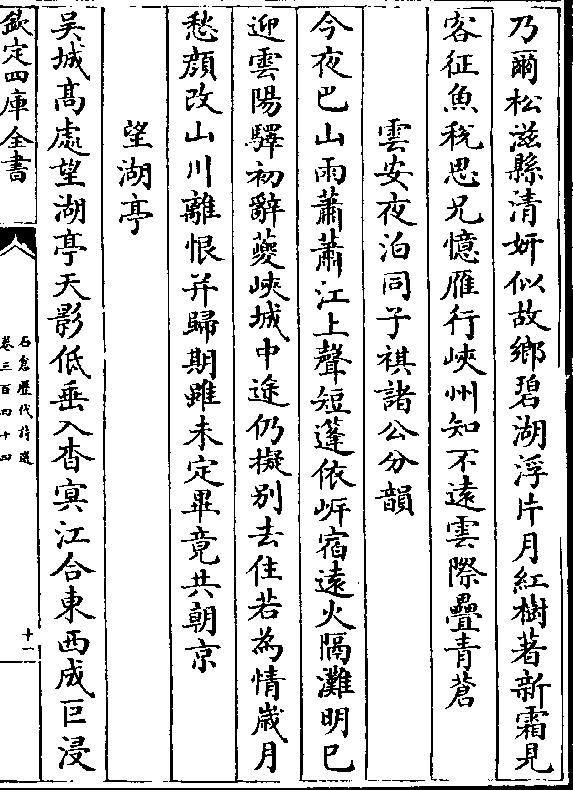 乃爾松滋縣清妍似故鄉碧湖浮片月紅樹著新霜見
客征魚稅思兄憶雁行峽州知不遠雲際疊青蒼
雲安夜泊同子祺諸公分韻
今夜巴山雨蕭蕭江上聲短蓬依岸宿遠火隔灘明已
迎雲陽驛初辭夔峽城中途仍擬别去住若為情歲月
愁顔改山川離恨并歸期雖未定畢竟共朝京
望湖亭
吴城髙處望湖亭天影低垂入杳冥江合東西成巨浸
欽定四庫全書
石倉歷代詩選
卷三百四十四
十一